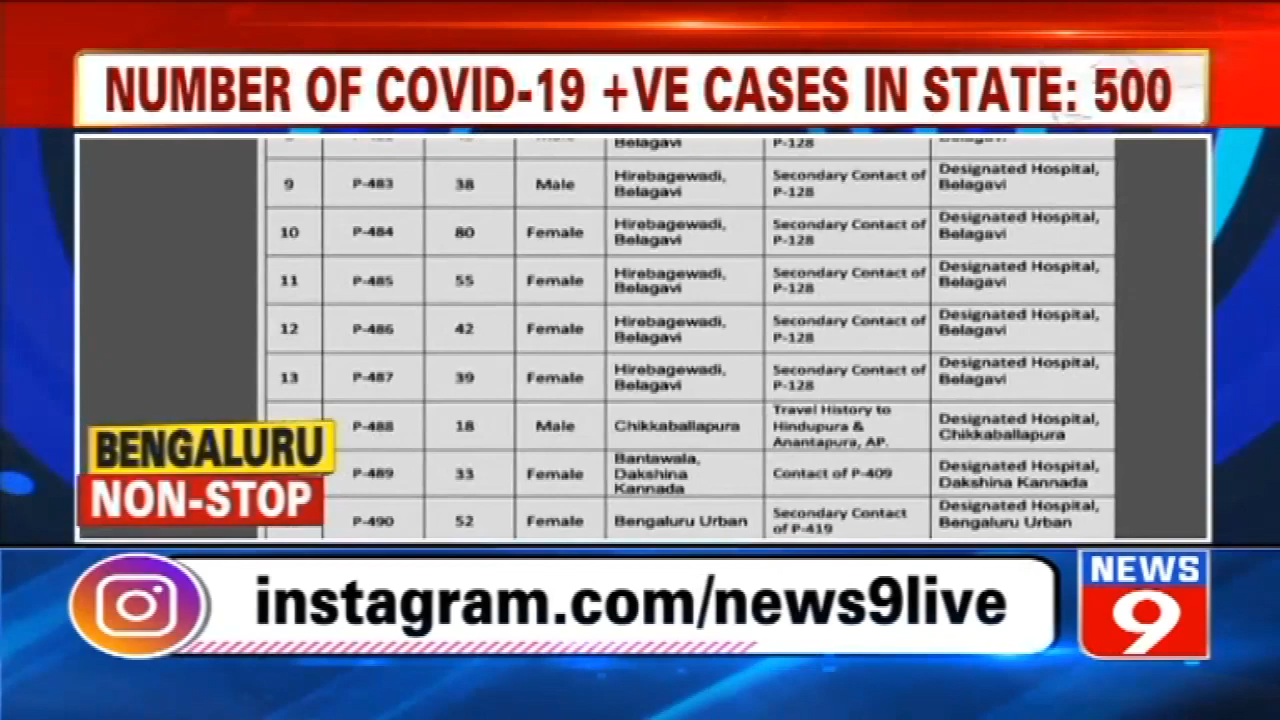 NUMBER OF COVID-19 +VE CASES IN STATE: 500
Belagavi P-128 Belagavi
9 P-483 38 Male Hirebagewadi, Belagavi Secondary Contact of P-128 Designated Hospital, Belagavi
10 P-484 80 Female Hirebagewadi, Belagavi Secondary Contact of P-128 Designated Hospital, Belagavi
11 P-485 55 Female Hirebagewadi, Belagavi Secondary Contact of P-128 Designated Hospital, Belagavi
12 P-486 42 Female Hirebagewadi, Belagavi Secondary Contact of P-128 Designated Hospital, Belagavi
13 P-487 39 Female Hirebagewadi, Belagavi Secondary Contact of P-128 Designated Hospital, Belagavi
P-488 18 Male Chikkaballapura Travel History to Hindupura & Anantapura, AP. Designated Hospital, Chikkaballapura
P-489 33 Female Bantawala, Dakshina Kannada Contact of P-409 Designated Hospital, Dakshina Kannada
P-490 52 Female Bengaluru Urban Secondary Contact of P-419 Designated Hospital, Bengaluru Urban
BENGALURU
NON-STOP
instagram.com/news9live
NEWS
9